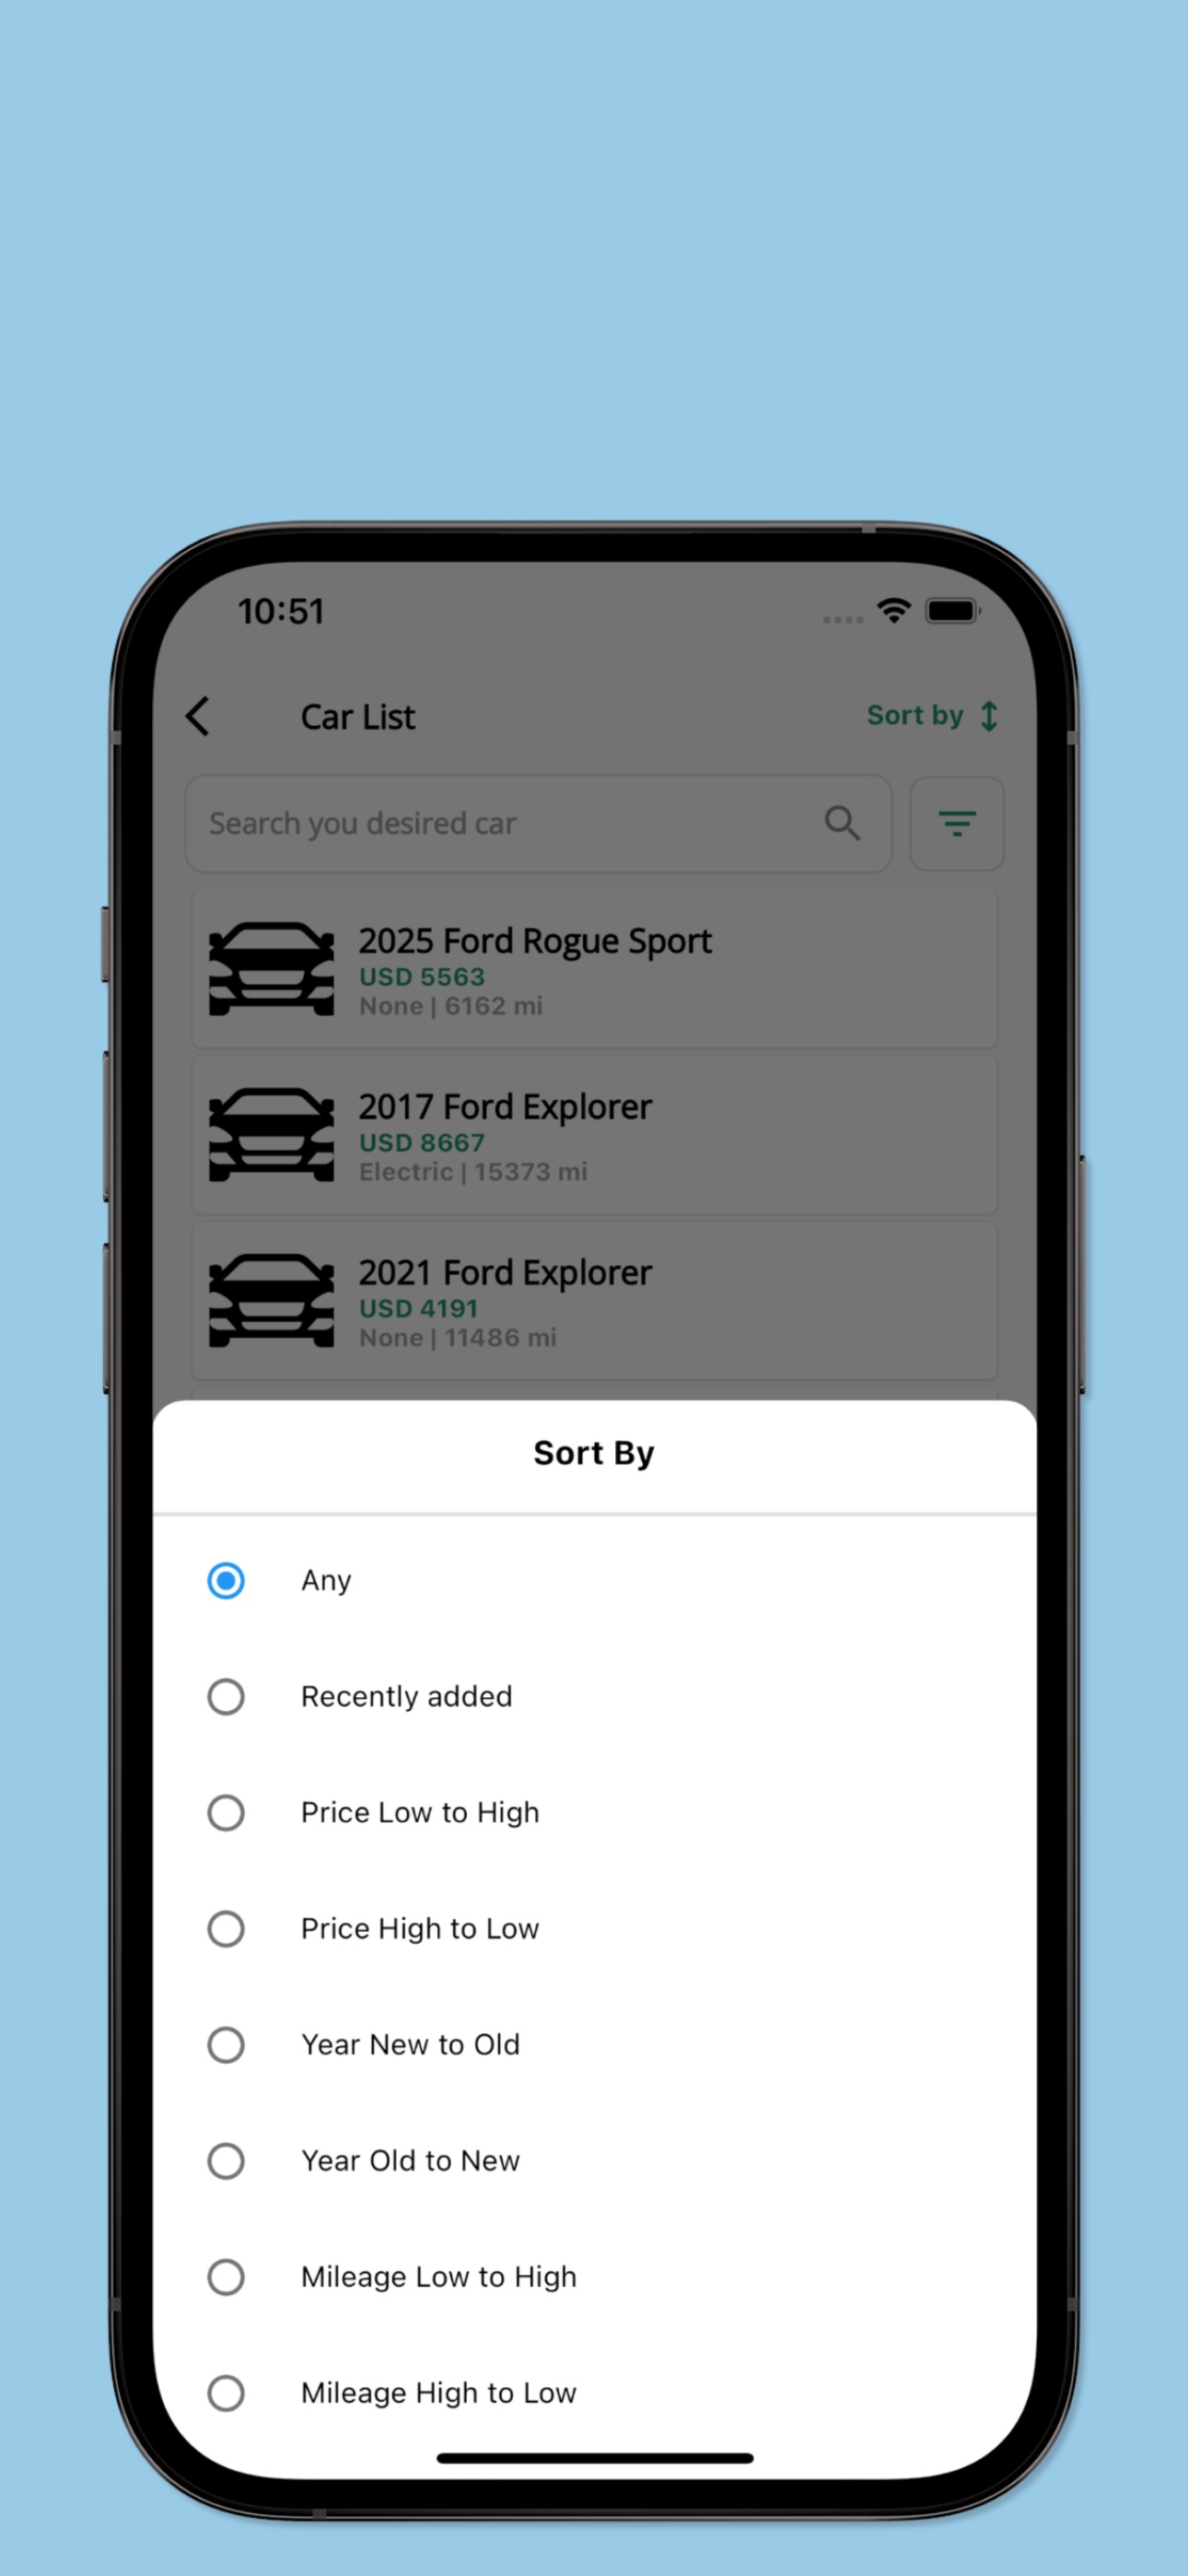 10:51
Car List
Sort by
Search you desired car
2025 Ford Rogue Sport
USD 5563
None | 6162 mi
2017 Ford Explorer
USD 8667
Electric | 15373 mi
2021 Ford Explorer
USD 4191
None | 11486 mi
Sort By
Any
Recently added
Price Low to High
Price High to Low
Year New to Old
Year Old to New
Mileage Low to High
Mileage High to Low